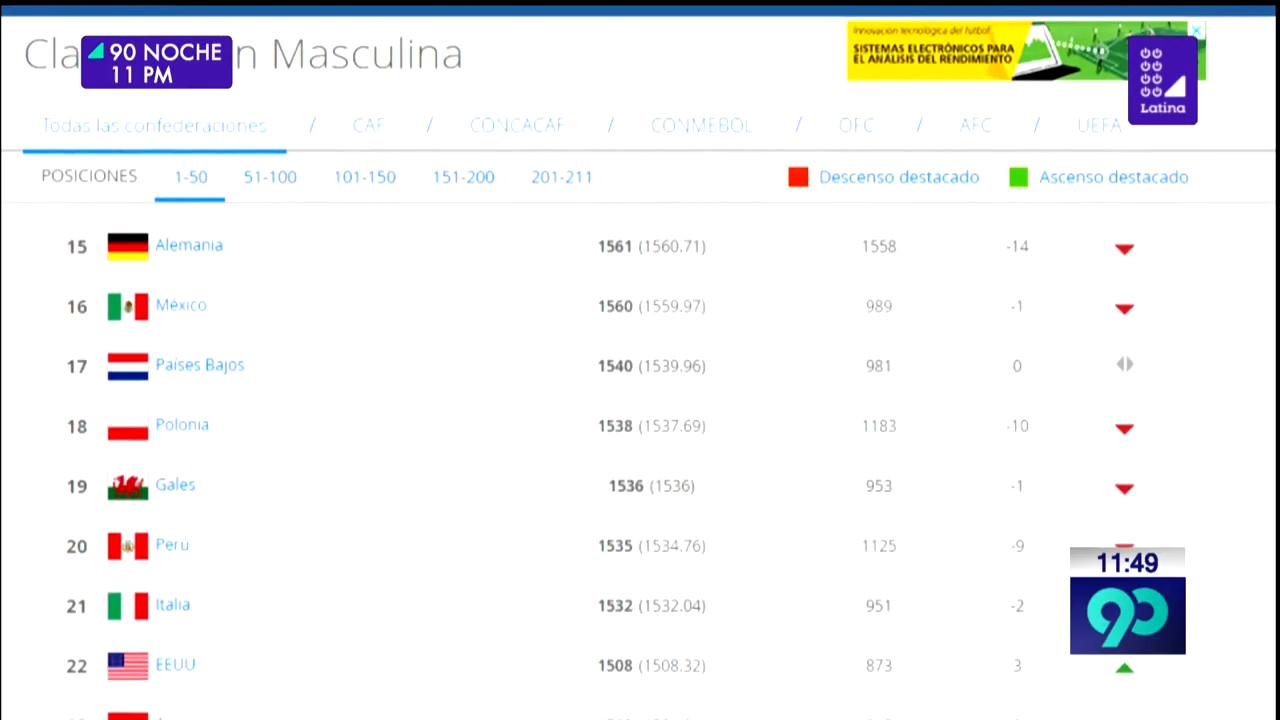 Cla n Masculina
90 NOCHE
11 PM
Innovación tecnológica del fútbol
SISTEMAS ELECTRÓNICOS PARA
EL ANÁLISIS DEL RENDIMIENTO
Latina
Todas las confederaciones / CAF / CONCACAF / CONMEBOL / OFC / AFC / UEFA
POSICIONES 1-50 51-100 101-150 151-200 201-211 Descenso destacado Ascenso destacado
15 Alemania 1561 (1560.71) 1558 -14
16 México 1560 (1559.97) 989 -1
17 Países Bajos 1540 (1539.96) 981 0
18 Polonia 1538 (1537.69) 1183 -10
19 Gales 1536 (1536) 953 -1
20 Peru 1535 (1534.76) 1125 -9
11:49
90
21 Italia 1532 (1532.04) 951 -2
22 EEUU 1508 (1508.32) 873 3